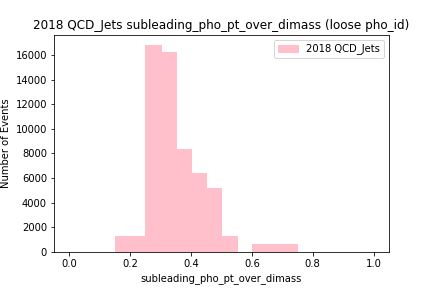 2018 QCD_Jets subleading_pho_pt_over_dimass (loose pho_id)
2018 QCD_Jets
Number of Events
16000
14000
12000
10000
8000
6000
4000
2000
0
0.0 0.2 0.4 0.6 0.8 1.0
subleading_pho_pt_over_dimass